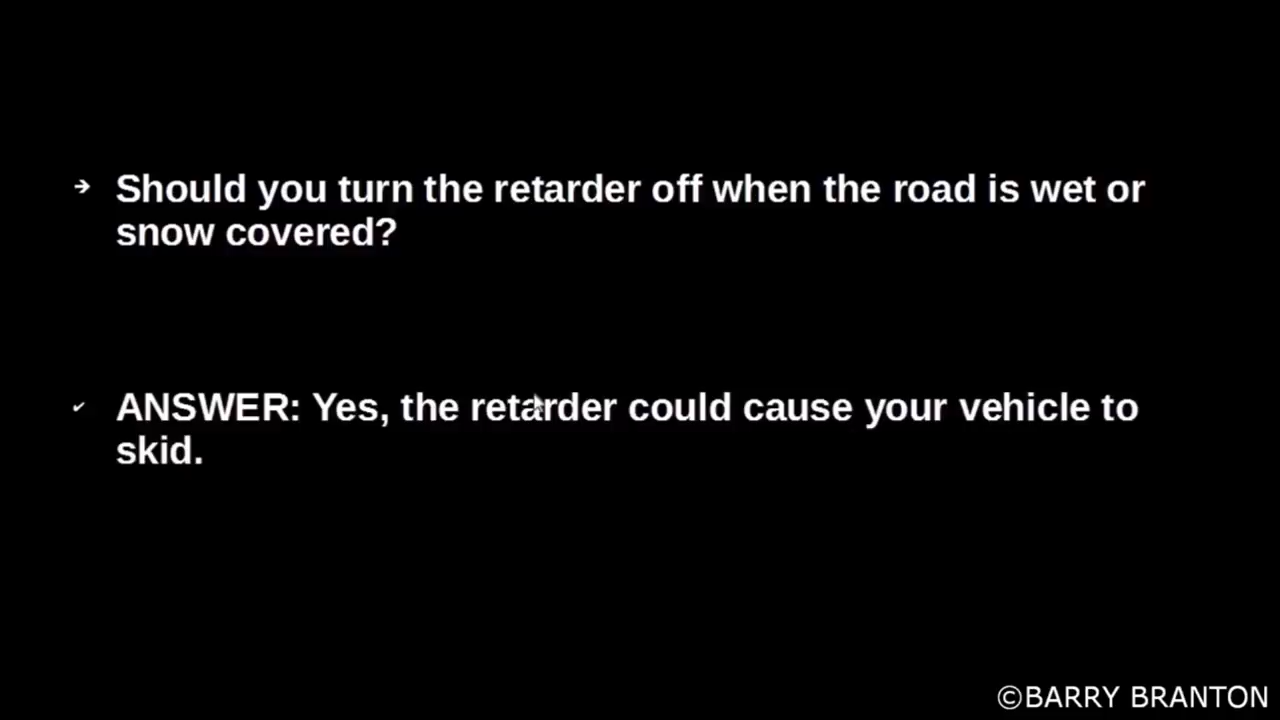 ➔ Should you turn the retarder off when the road is wet or
snow covered?
✓ ANSWER: Yes, the retarder could cause your vehicle to
skid.
©BARRY BRANTON